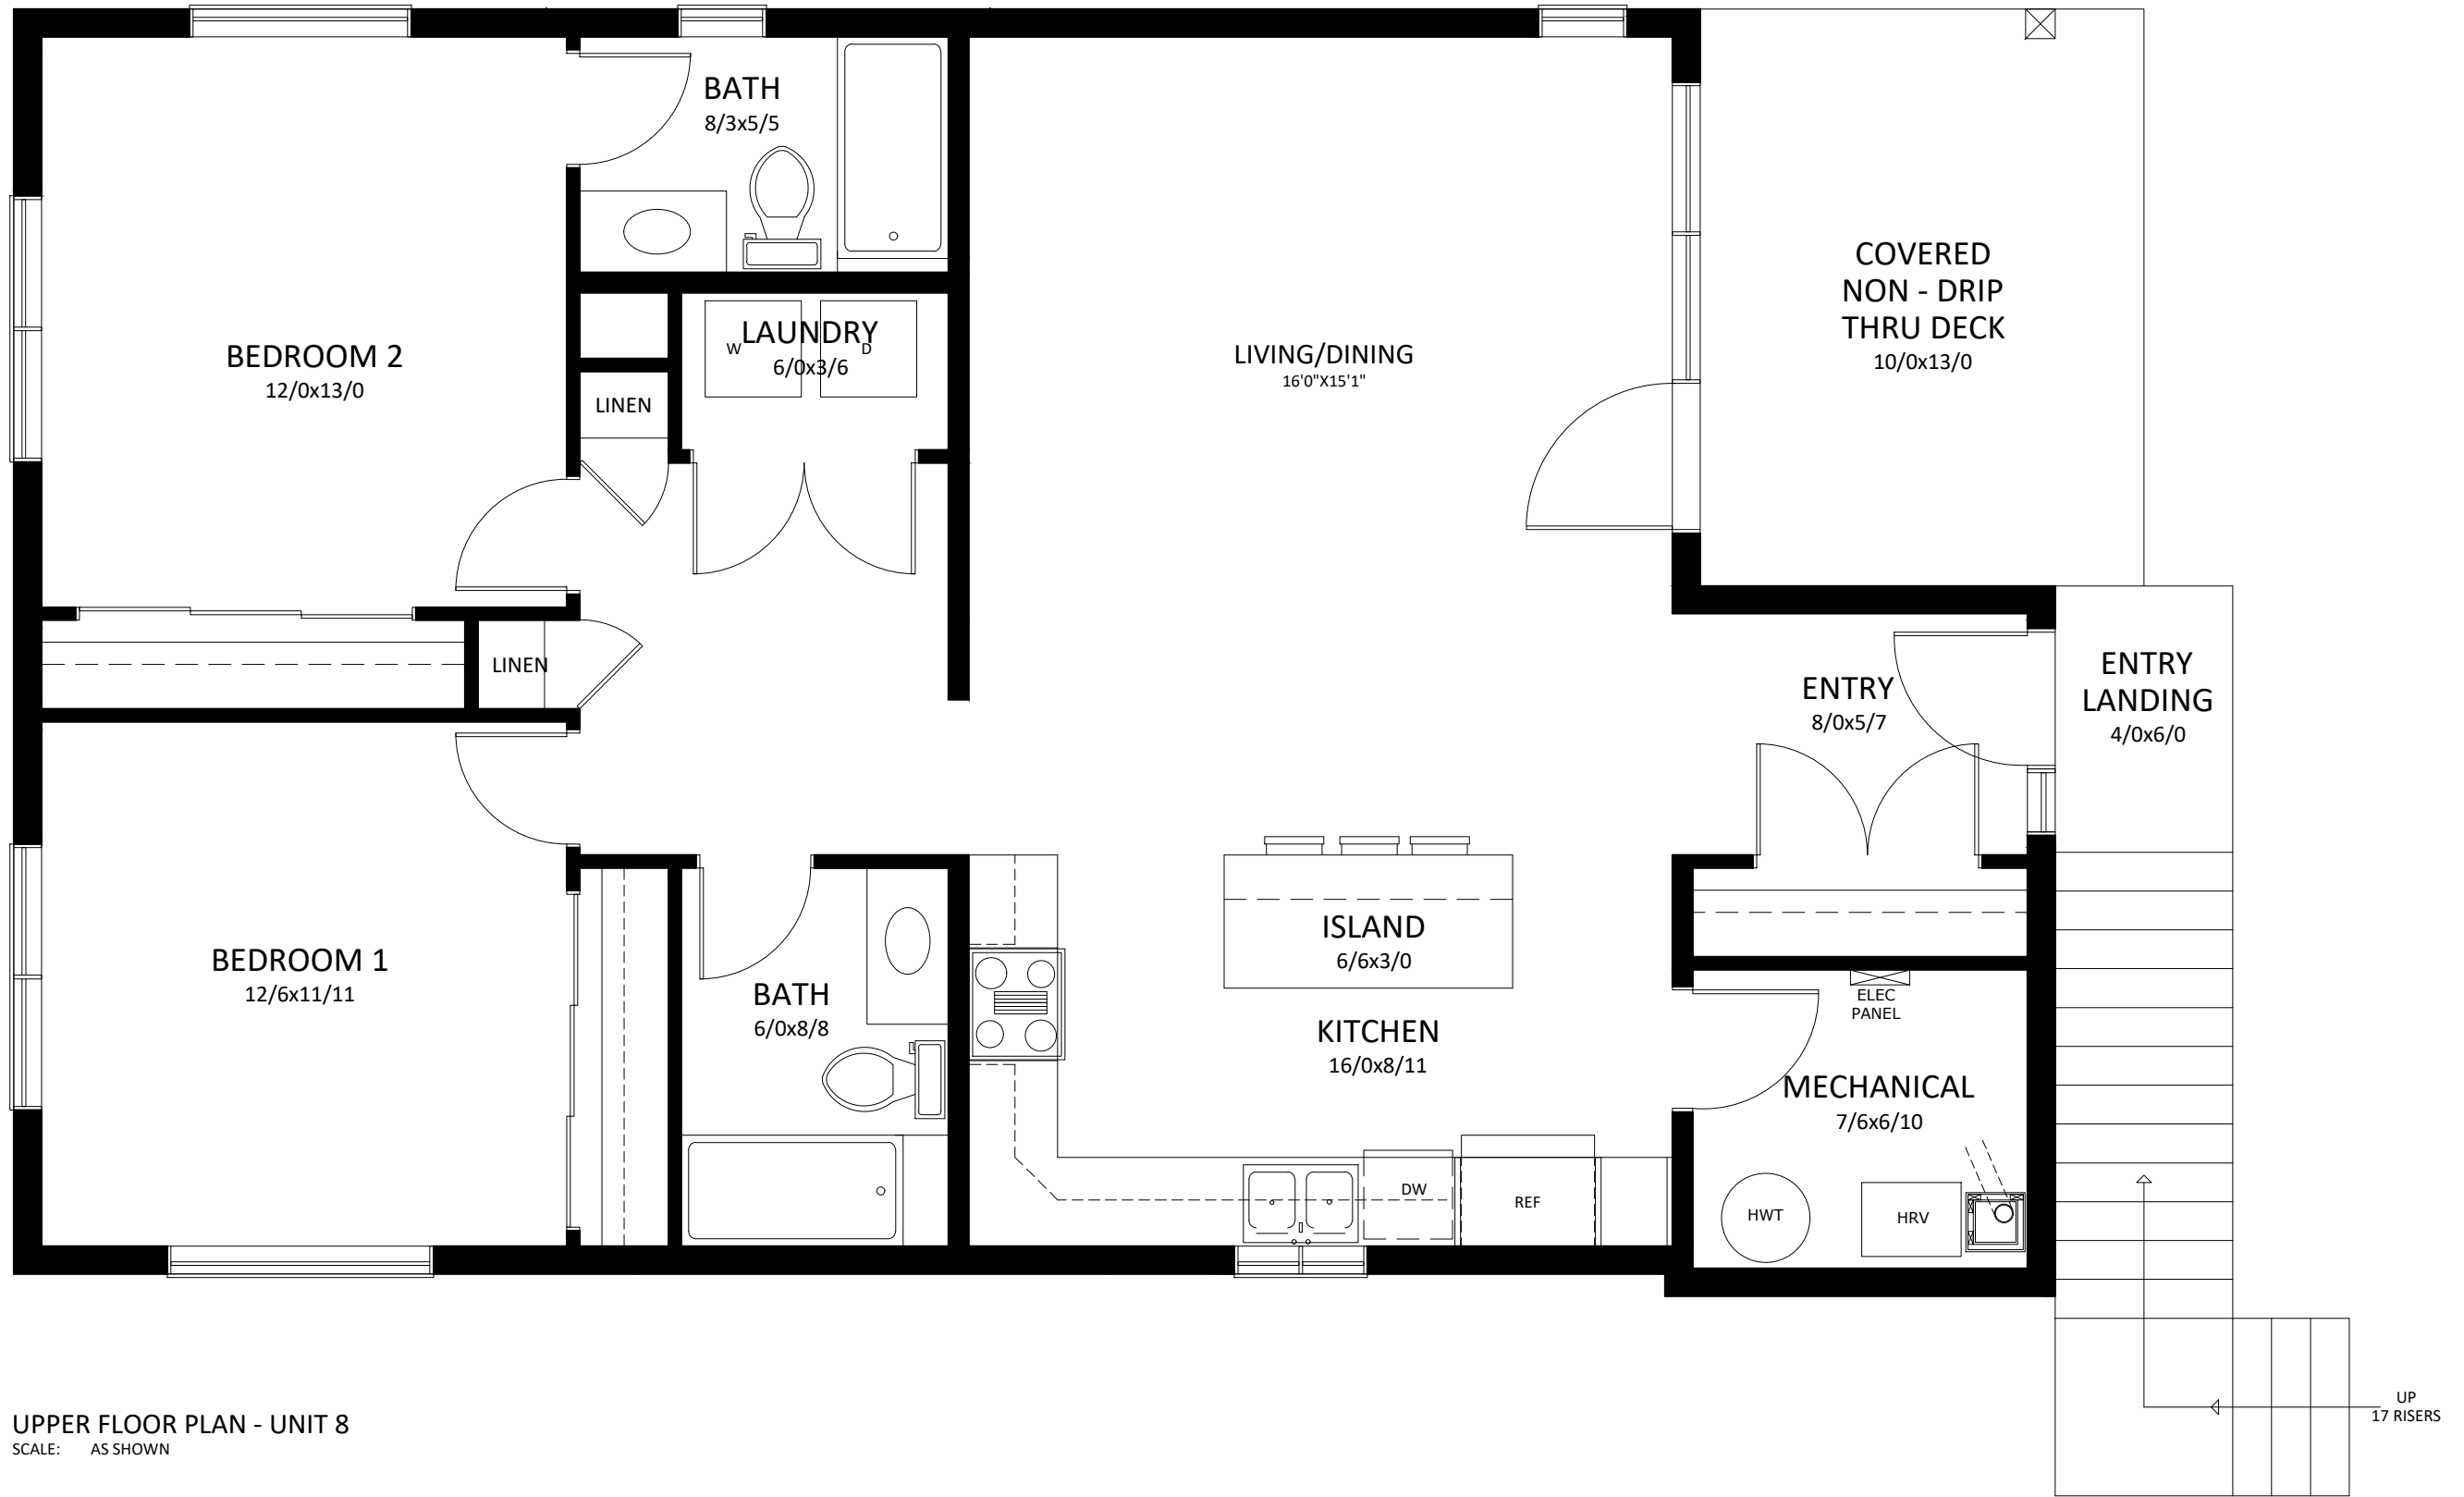 BATH
8/3x5/5
COVERED
NON - DRIP
THRU DECK
10/0x13/0
BEDROOM 2
12/0x13/0
LAUNDRY
W
D
6/0x3/6
LIVING/DINING
16'0"X15'1"
LINEN
LINEN
ENTRY
8/0x5/7
ENTRY
LANDING
4/0x6/0
BEDROOM 1
12/6x11/11
BATH
6/0x8/8
ISLAND
6/6x3/0
KITCHEN
16/0x8/11
ELEC
PANEL
MECHANICAL
7/6x6/10
DW
REF
HWT
HRV
UP
17 RISERS
UPPER FLOOR PLAN - UNIT 8
SCALE: AS SHOWN